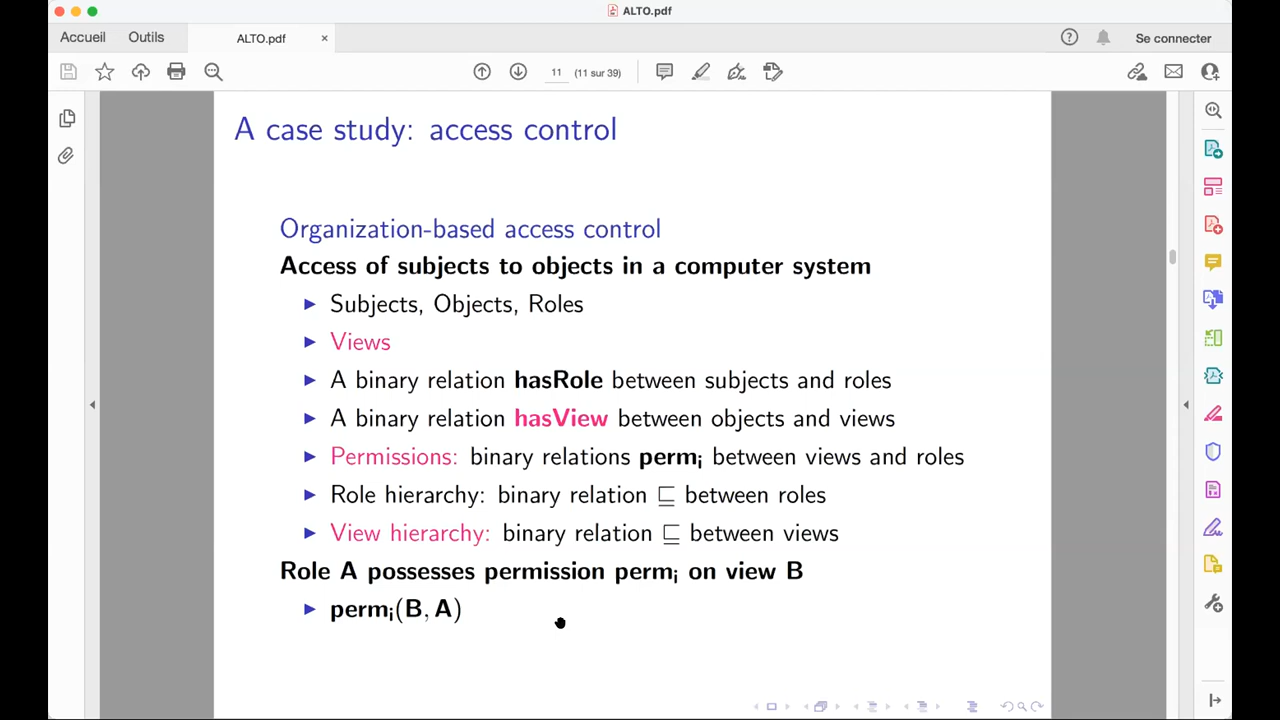 ALTO.pdf
Accueil Outils ALTO.pdf × Se connecter
11 (11 sur 39)
A case study: access control
Organization-based access control
Access of subjects to objects in a computer system
▶ Subjects, Objects, Roles
▶ Views
▶ A binary relation hasRole between subjects and roles
▶ A binary relation hasView between objects and views
▶ Permissions: binary relations permᵢ between views and roles
▶ Role hierarchy: binary relation ⊑ between roles
▶ View hierarchy: binary relation ⊑ between views
Role A possesses permission permᵢ on view B
▶ permᵢ(B, A)